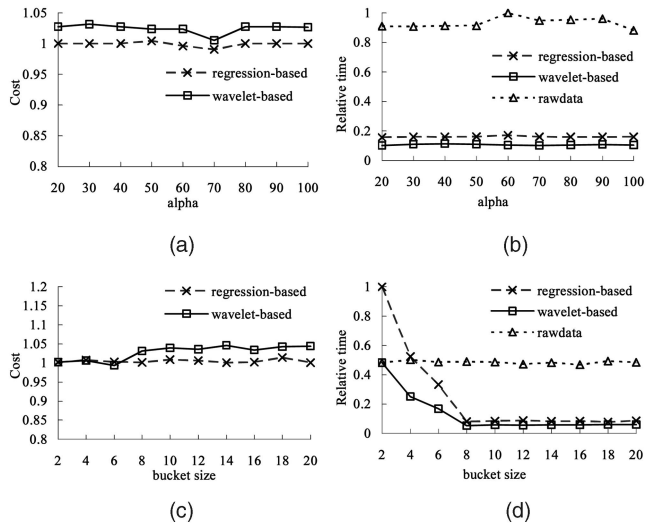 1.05
1
0.95
0.9
0.85
0.8
Cost
regression-based
wavelet-based
20 30 40 50 60 70 80 90 100
alpha
(a)
1
0.8
0.6
0.4
0.2
0
Relative time
regression-based
wavelet-based
rawdata
20 30 40 50 60 70 80 90 100
alpha
(b)
1.2
1.15
1.1
1.05
1
0.95
0.9
0.85
0.8
Cost
regression-based
wavelet-based
2 4 6 8 10 12 14 16 18 20
bucket size
(c)
1
0.8
0.6
0.4
0.2
0
Relative time
regression-based
wavelet-based
rawdata
2 4 6 8 10 12 14 16 18 20
bucket size
(d)